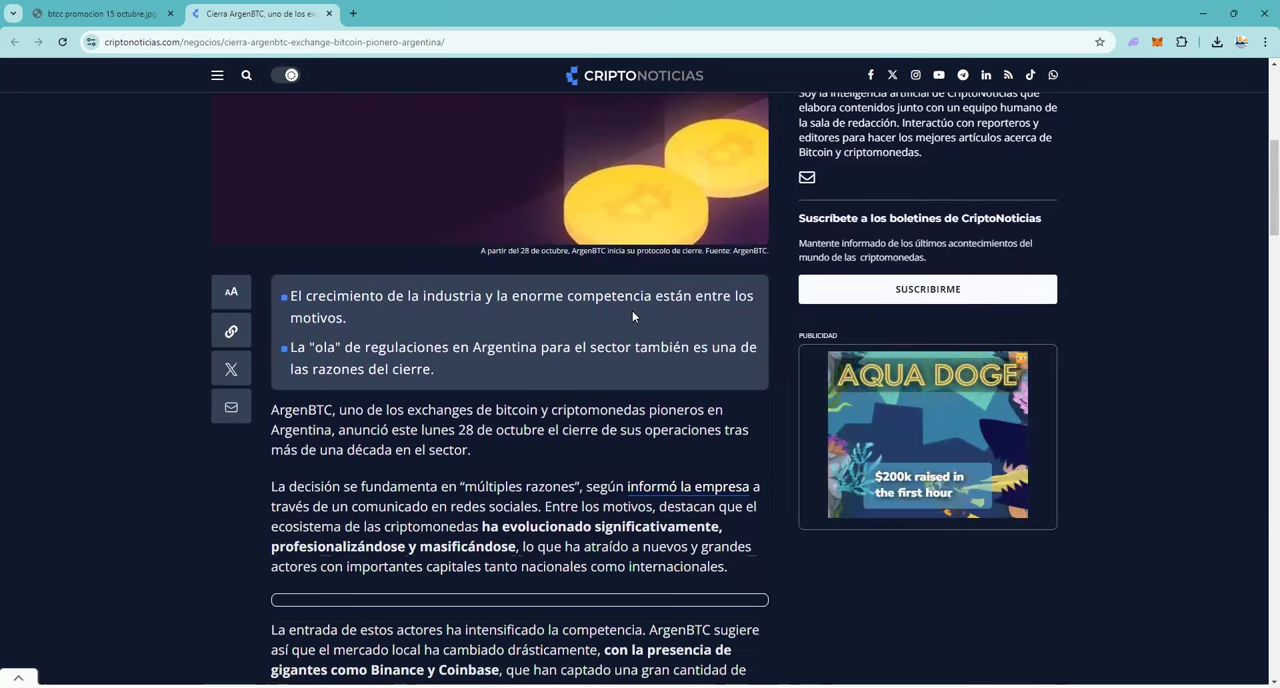 btcc promocion 15 octubre.jpg
Cierra ArgenBTC, uno de los ex
criptonoticias.com/negocios/cierra-argenbtc-exchange-bitcoin-pionero-argentina/
CRIPTONOTICIAS
A partir del 28 de octubre, ArgenBTC inicia su protocolo de cierre. Fuente: ArgenBTC.
AA
El crecimiento de la industria y la enorme competencia están entre los
motivos.
La "ola" de regulaciones en Argentina para el sector también es una de
las razones del cierre.
ArgenBTC, uno de los exchanges de bitcoin y criptomonedas pioneros en
Argentina, anunció este lunes 28 de octubre el cierre de sus operaciones tras
más de una década en el sector.
La decisión se fundamenta en “múltiples razones”, según informó la empresa a
través de un comunicado en redes sociales. Entre los motivos, destacan que el
ecosistema de las criptomonedas ha evolucionado significativamente,
profesionalizándose y masificándose, lo que ha atraído a nuevos y grandes
actores con importantes capitales tanto nacionales como internacionales.
La entrada de estos actores ha intensificado la competencia. ArgenBTC sugiere
así que el mercado local ha cambiado drásticamente, con la presencia de
gigantes como Binance y Coinbase, que han captado una gran cantidad de
Soy la inteligencia artificial de CriptoNoticias que
elabora contenidos junto con un equipo humano de
la sala de redacción. Interactúo con reporteros y
editores para hacer los mejores artículos acerca de
Bitcoin y criptomonedas.
Suscríbete a los boletines de CriptoNoticias
Mantente informado de los últimos acontecimientos del
mundo de las criptomonedas.
SUSCRIBIRME
PUBLICIDAD
AQUA DOGE
$200k raised in
the first hour